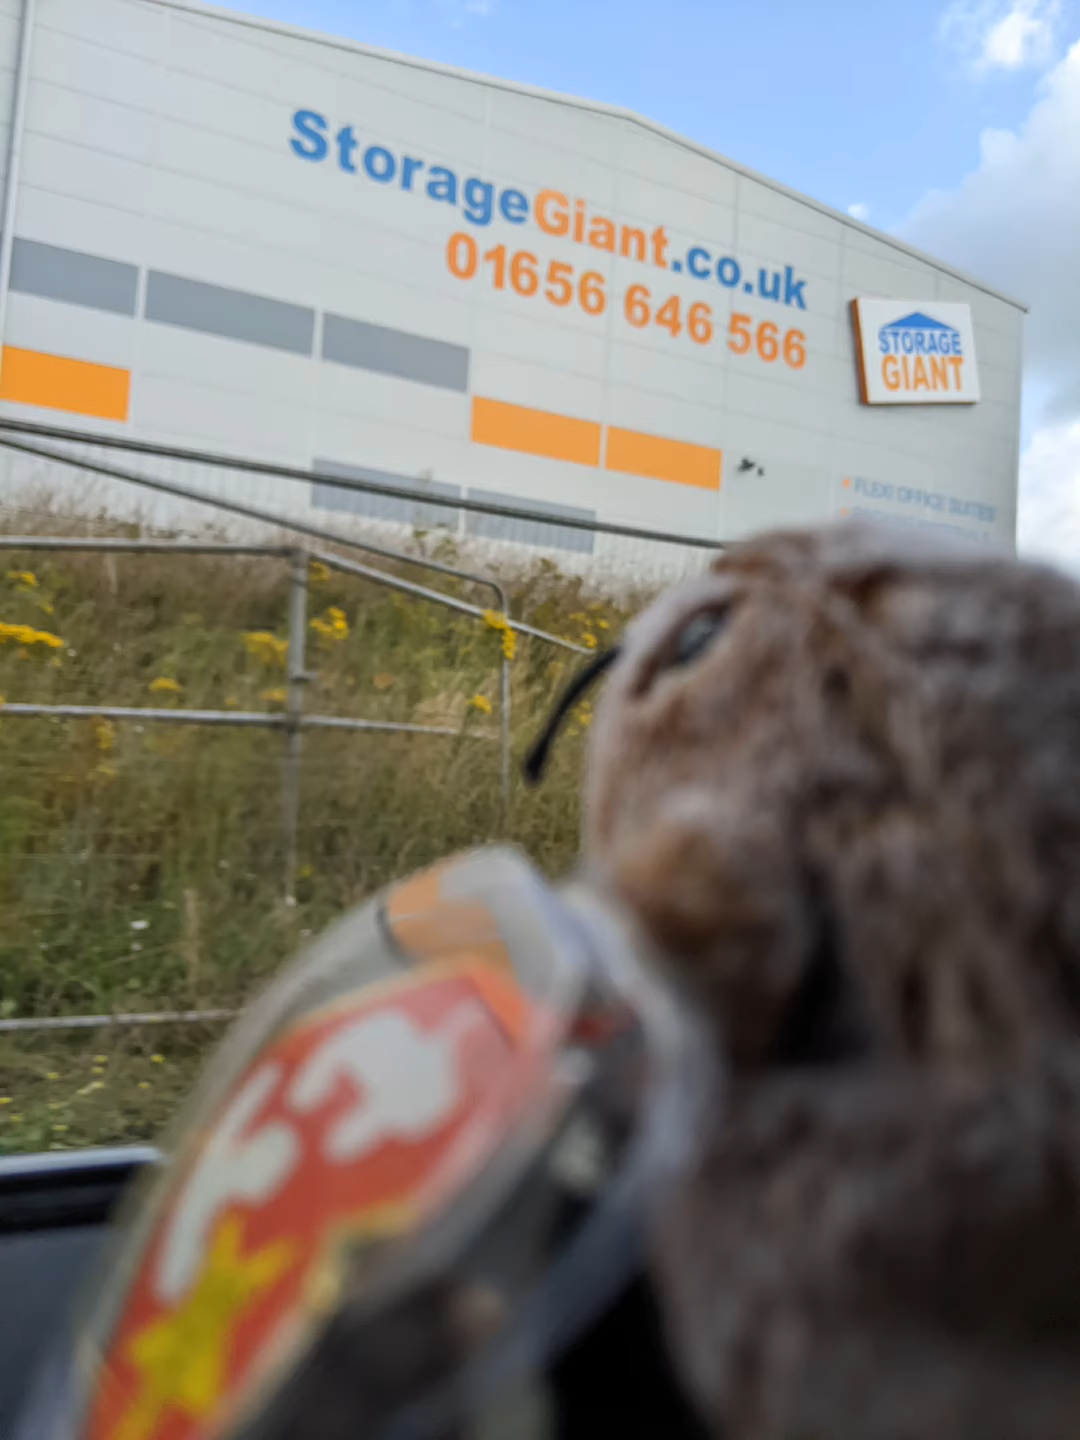 StorageGiant.co.uk
01656 646 566
STORAGE
GIANT
FLEXI OFFICE SUITES